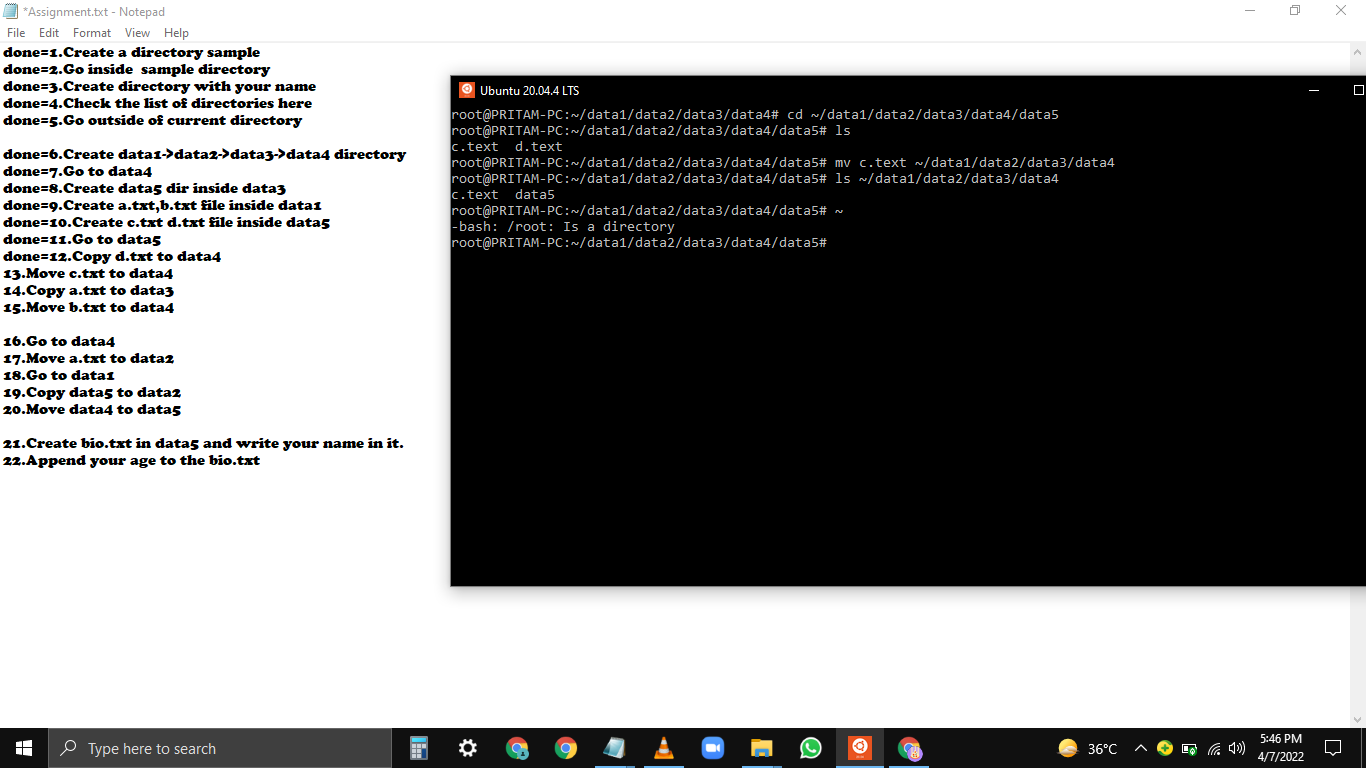 *Assignment.txt - Notepad
File Edit Format View Help
done=1.Create a directory sample
done=2.Go inside  sample directory
done=3.Create directory with your name
done=4.Check the list of directories here
done=5.Go outside of current directory
done=6.Create data1->data2->data3->data4 directory
done=7.Go to data4
done=8.Create data5 dir inside data3
done=9.Create a.txt,b.txt file inside data1
done=10.Create c.txt d.txt file inside data5
done=11.Go to data5
done=12.Copy d.txt to data4
13.Move c.txt to data4
14.Copy a.txt to data3
15.Move b.txt to data4
16.Go to data4
17.Move a.txt to data2
18.Go to data1
19.Copy data5 to data2
20.Move data4 to data5
21.Create bio.txt in data5 and write your name in it.
22.Append your age to the bio.txt
Ubuntu 20.04.4 LTS
root@PRITAM-PC:~/data1/data2/data3/data4# cd ~/data1/data2/data3/data4/data5
root@PRITAM-PC:~/data1/data2/data3/data4/data5# ls
c.text  d.text
root@PRITAM-PC:~/data1/data2/data3/data4/data5# mv c.text ~/data1/data2/data3/data4
root@PRITAM-PC:~/data1/data2/data3/data4/data5# ls ~/data1/data2/data3/data4
c.text  data5
root@PRITAM-PC:~/data1/data2/data3/data4/data5# ~
-bash: /root: Is a directory
root@PRITAM-PC:~/data1/data2/data3/data4/data5#
Type here to search
36°C
5:46 PM
4/7/2022